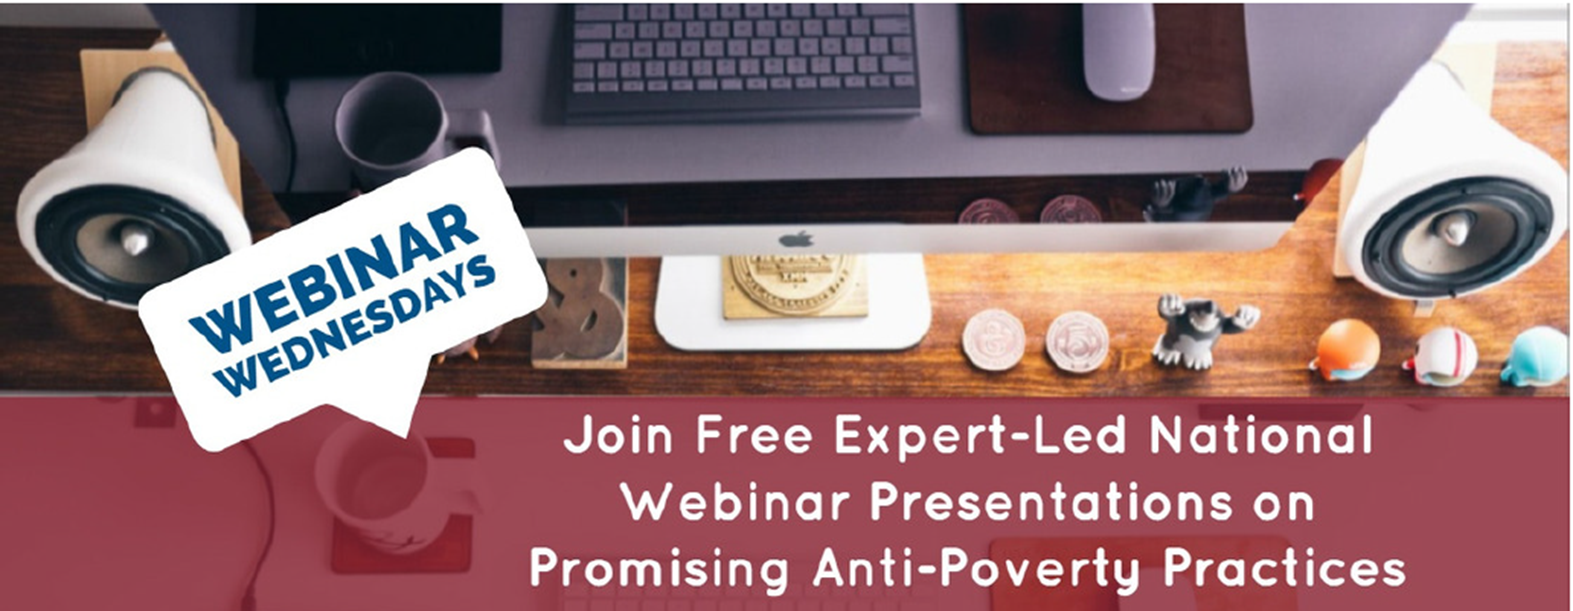 WEBINAR
WEDNESDAYS
Join Free Expert-Led National
Webinar Presentations on
Promising Anti-Poverty Practices